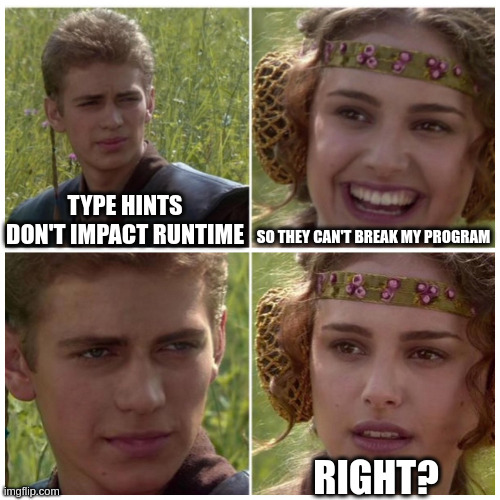 TYPE HINTS
DON'T IMPACT RUNTIME
SO THEY CAN'T BREAK MY PROGRAM
RIGHT?
imgflip.com